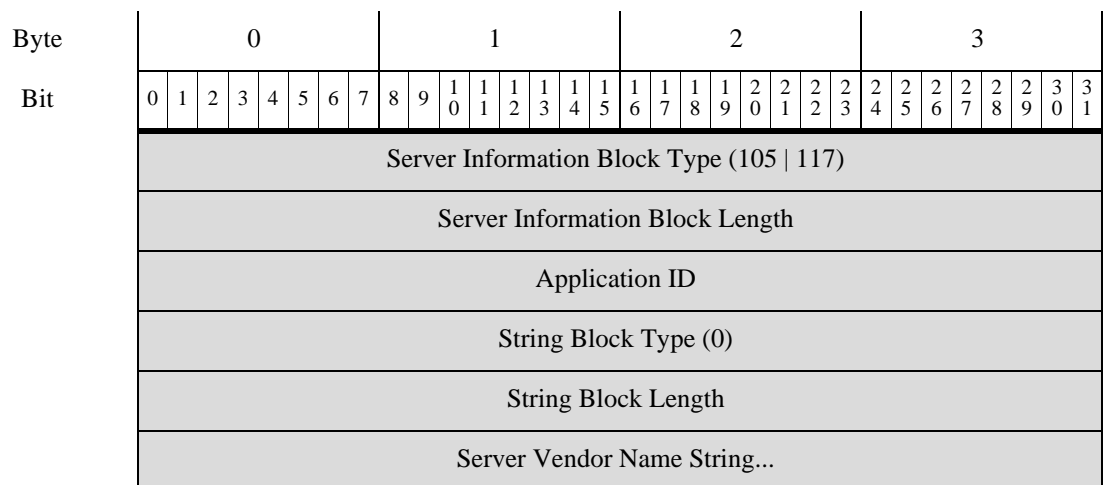 Byte 0 1 2 3
Bit 0 1 2 3 4 5 6 7 8 9 10 11 12 13 14 15 16 17 18 19 20 21 22 23 24 25 26 27 28 29 30 31
Server Information Block Type (105 | 117)
Server Information Block Length
Application ID
String Block Type (0)
String Block Length
Server Vendor Name String...